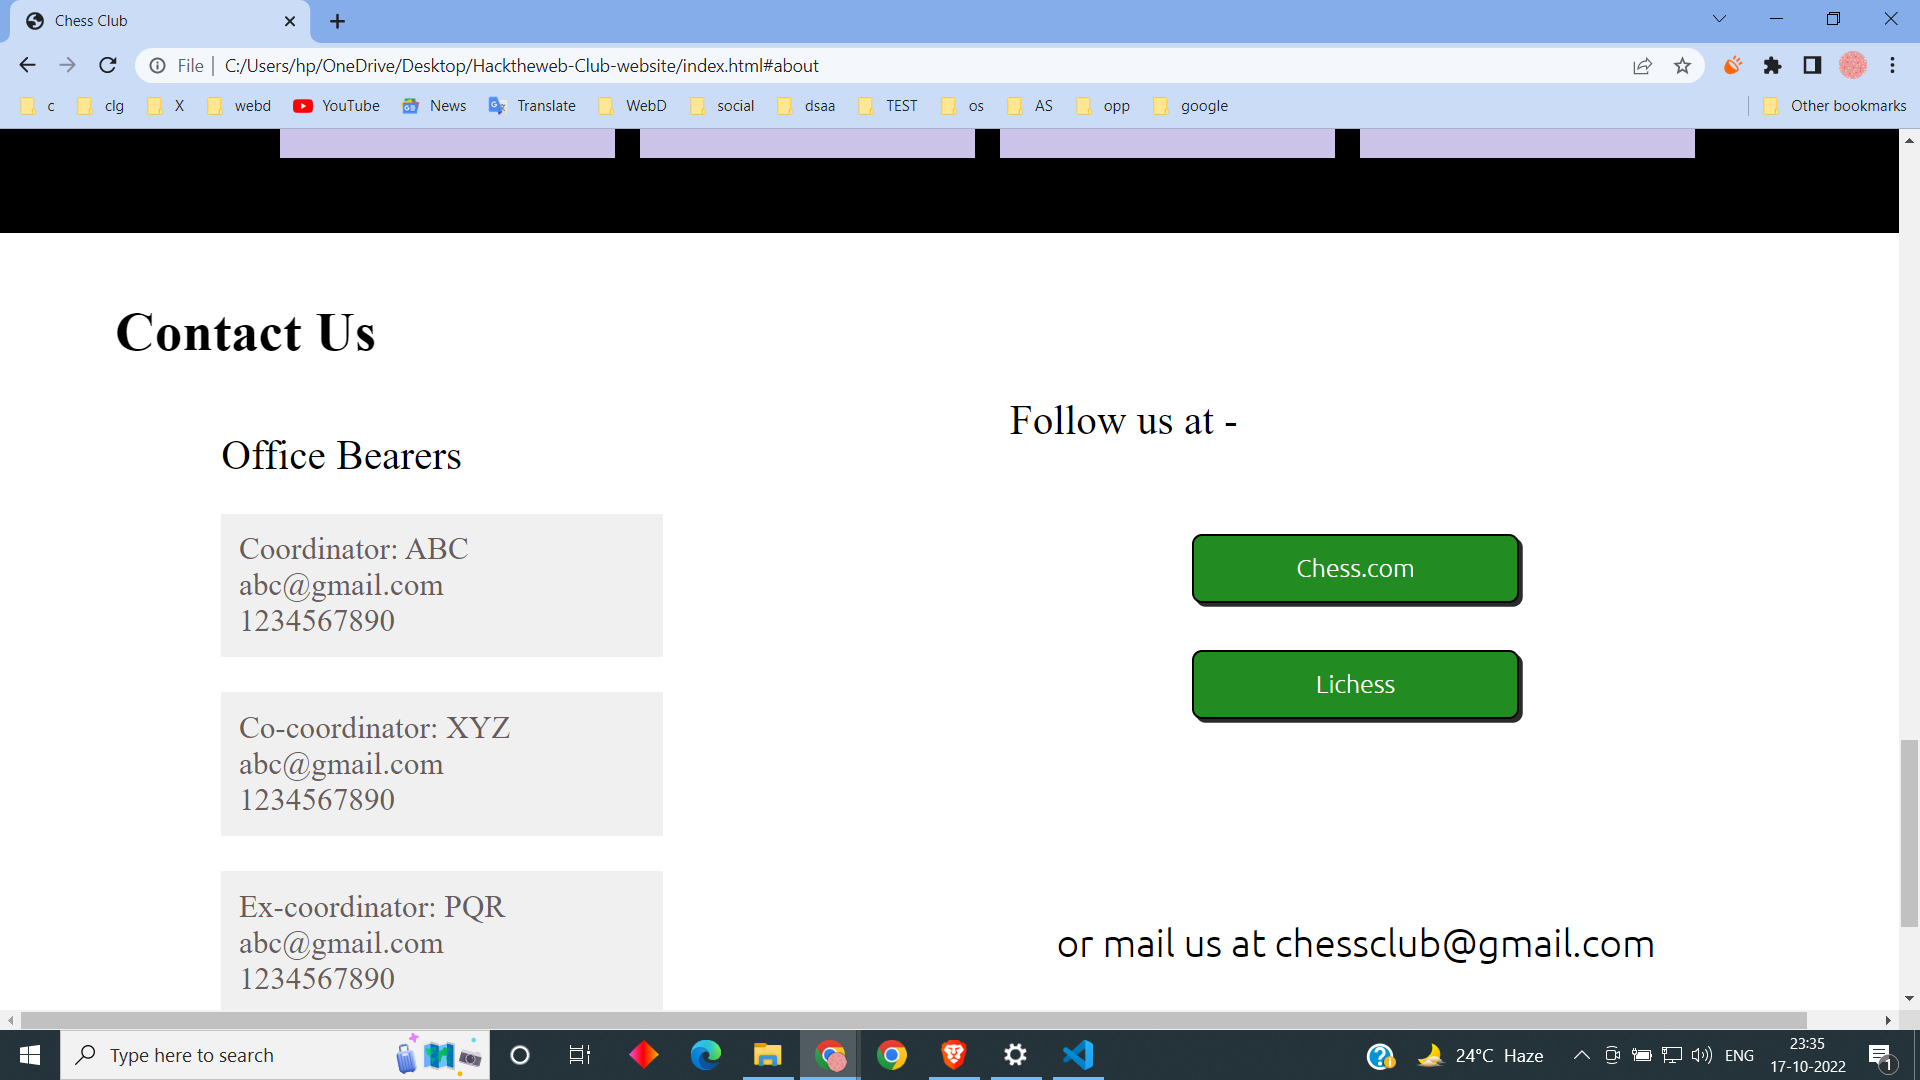 Chess Club
File
C:/Users/hp/OneDrive/Desktop/Hacktheweb-Club-website/index.html#about
c clg X webd YouTube News Translate WebD social dsaa TEST os AS opp google Other bookmarks
Contact Us
Office Bearers
Coordinator: ABC
abc@gmail.com
1234567890
Co-coordinator: XYZ
abc@gmail.com
1234567890
Ex-coordinator: PQR
abc@gmail.com
1234567890
Follow us at -
Chess.com
Lichess
or mail us at chessclub@gmail.com
Type here to search
24°C Haze
ENG
23:35
17-10-2022
1